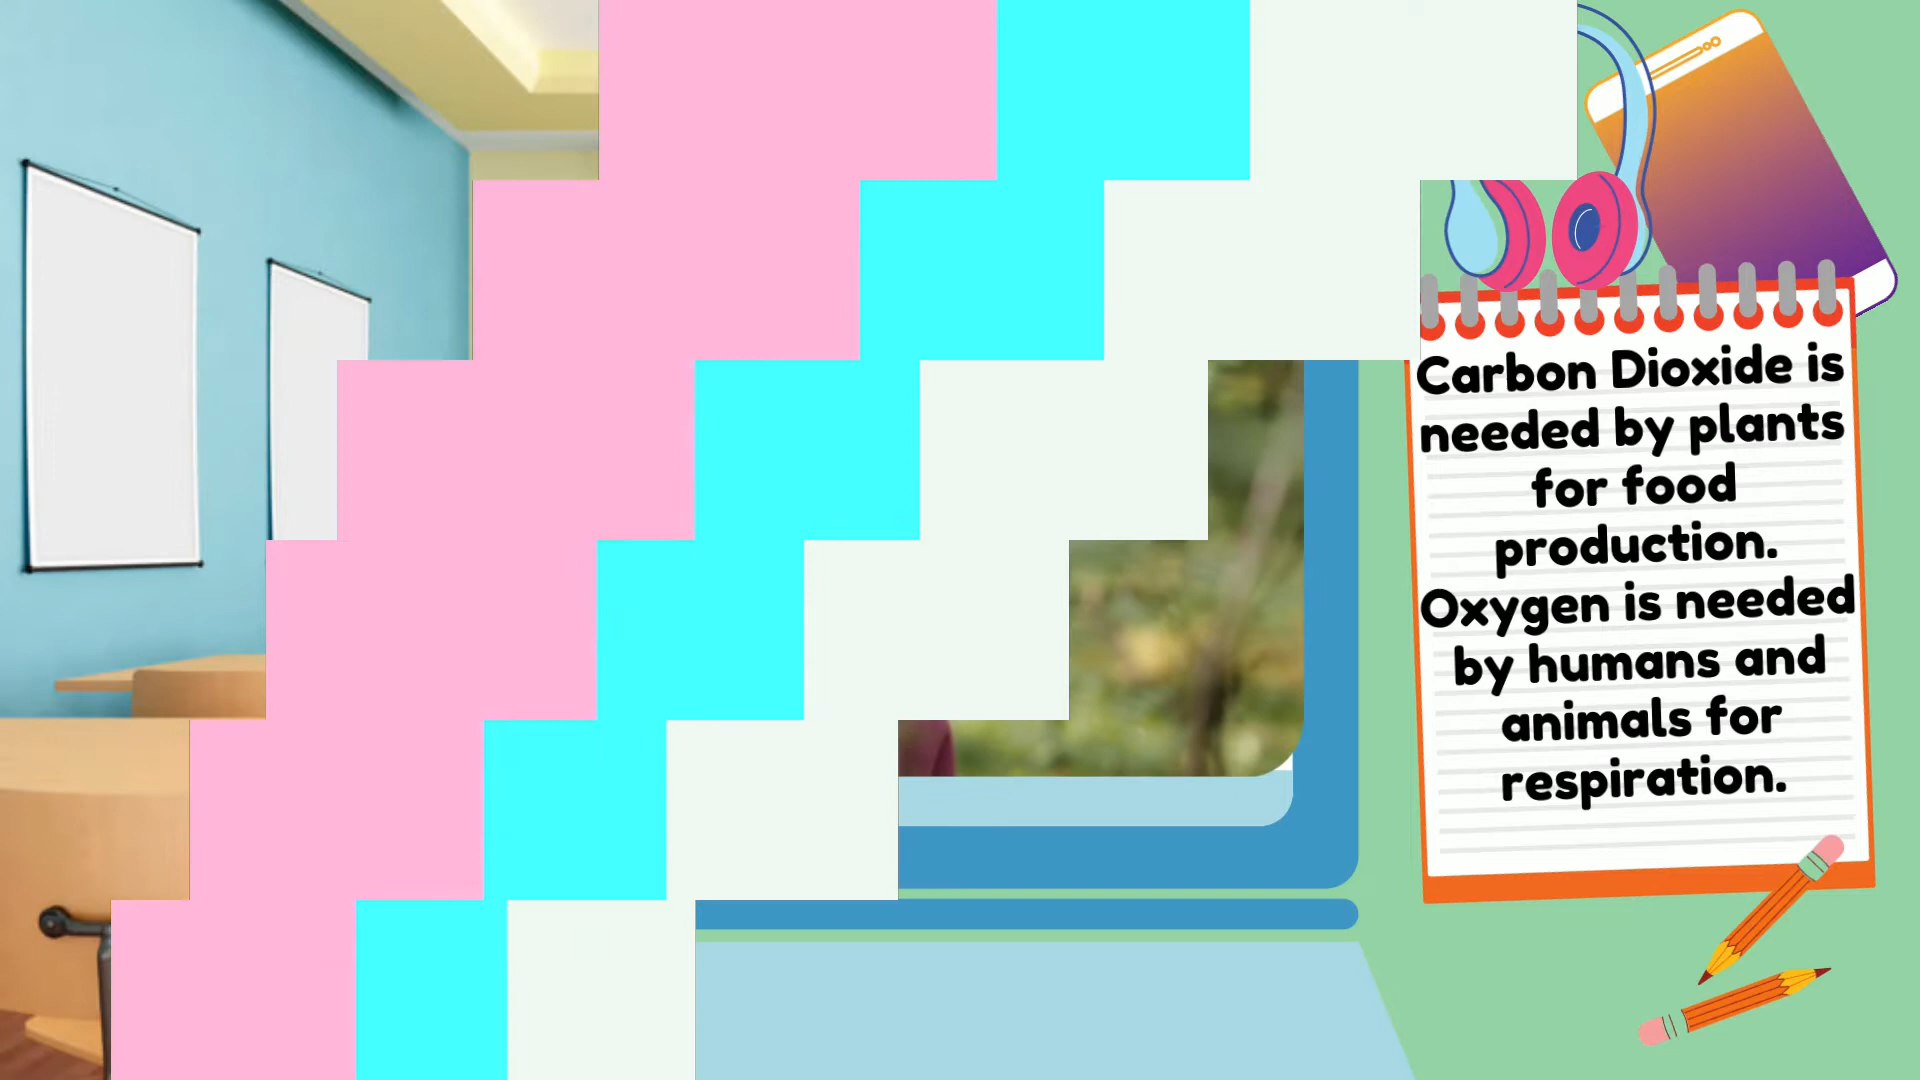 Carbon Dioxide is
needed by plants
for food
production.
Oxygen is needed
by humans and
animals for
respiration.